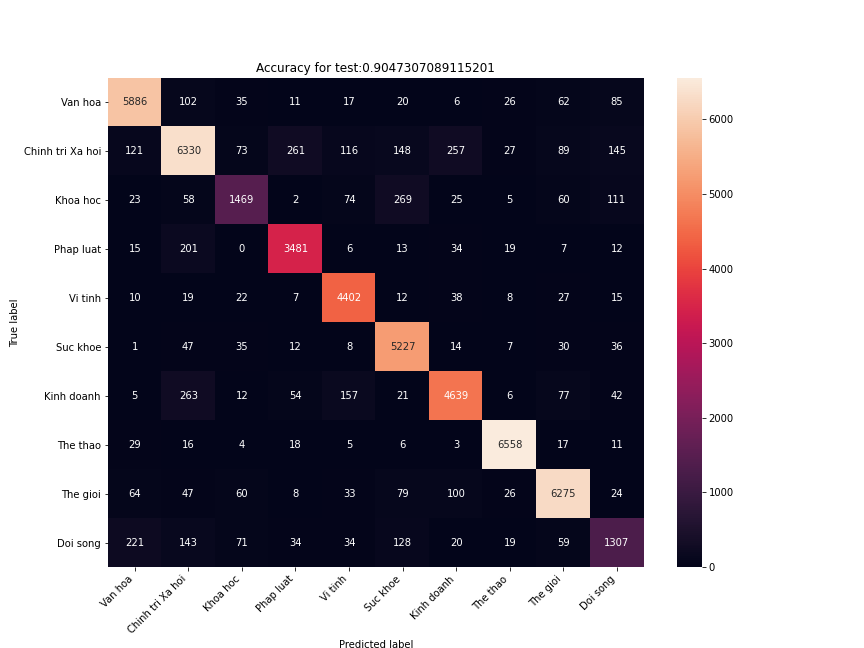 Accuracy for test:0.9047307089115201
Van hoa 5886 102 35 11 17 20 6 26 62 85
Chinh tri Xa hoi 121 6330 73 261 116 148 257 27 89 145
Khoa hoc 23 58 1469 2 74 269 25 5 60 111
Phap luat 15 201 0 3481 6 13 34 19 7 12
Vi tinh 10 19 22 7 4402 12 38 8 27 15
Suc khoe 1 47 35 12 8 5227 14 7 30 36
Kinh doanh 5 263 12 54 157 21 4639 6 77 42
The thao 29 16 4 18 5 6 3 6558 17 11
The gioi 64 47 60 8 33 79 100 26 6275 24
Doi song 221 143 71 34 34 128 20 19 59 1307
True label
Van hoa Chinh tri Xa hoi Khoa hoc Phap luat Vi tinh Suc khoe Kinh doanh The thao The gioi Doi song
Predicted label
6000
5000
4000
3000
2000
1000
0